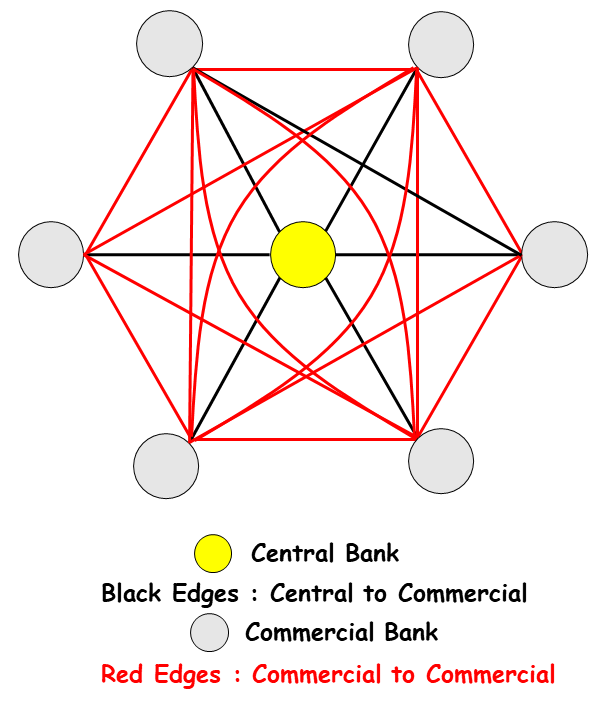 Central Bank
Black Edges : Central to Commercial
Commercial Bank
Red Edges : Commercial to Commercial